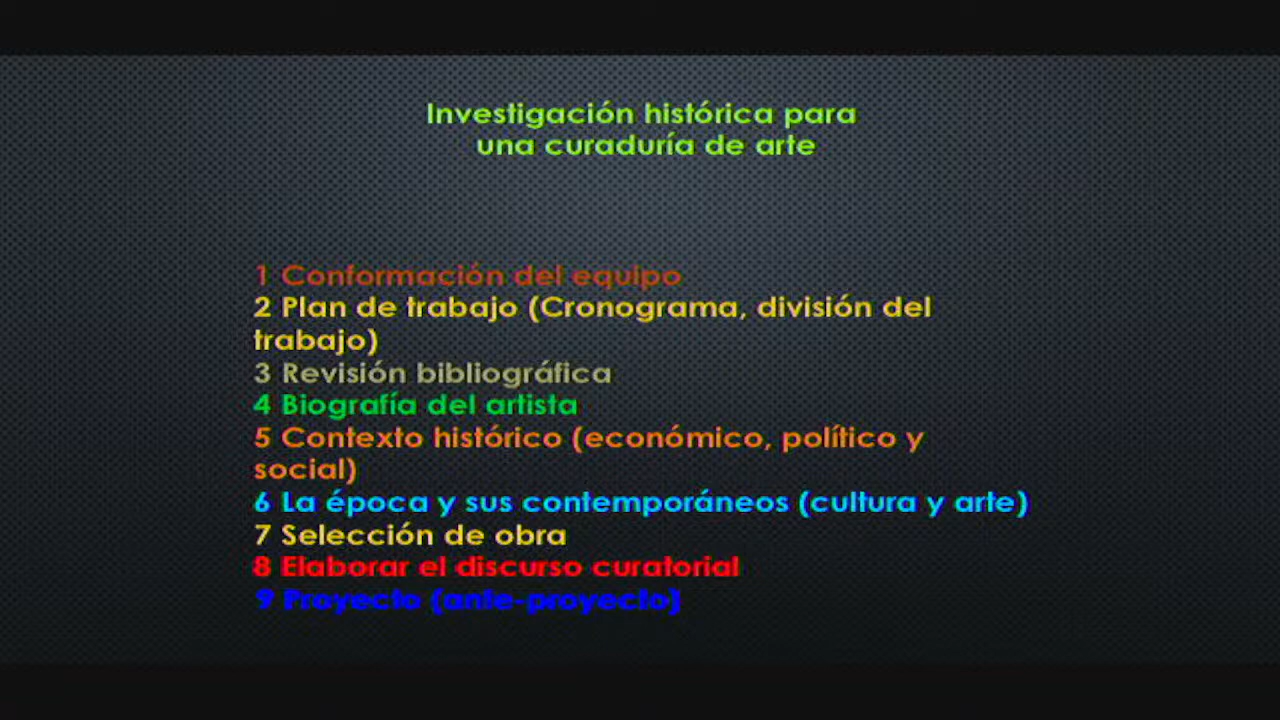 Investigación histórica para
una curaduría de arte
1 Conformación del equipo
2 Plan de trabajo (Cronograma, división del
trabajo)
3 Revisión bibliográfica
4 Biografía del artista
5 Contexto histórico (económico, político y
social)
6 La época y sus contemporáneos (cultura y arte)
7 Selección de obra
8 Elaborar el discurso curatorial
9 Proyecto (ante-proyecto)